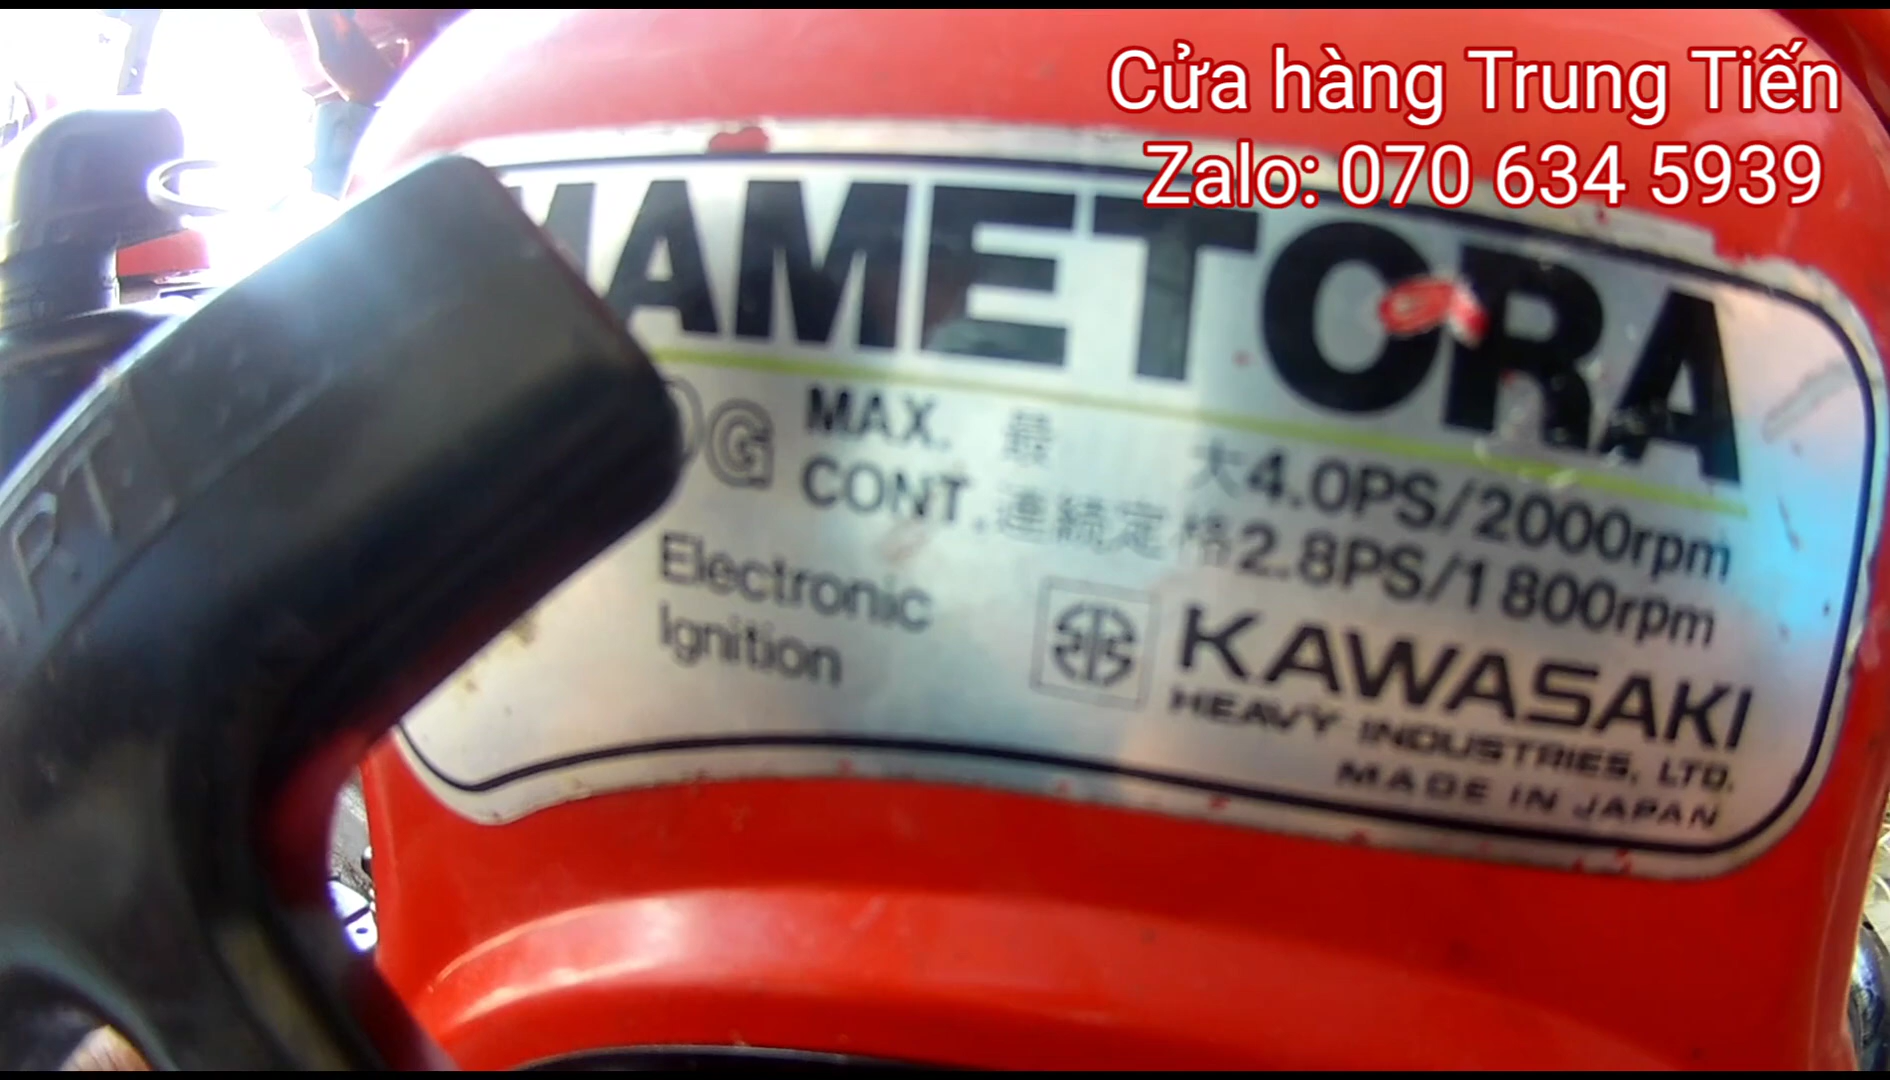 Cửa hàng Trung Tiến
Zalo: 070 634 5939
MAMETORA
G MAX. 最 大4.0PS/2000rpm
CONT. 連続定格2.8PS/1800rpm
Electronic
Ignition
KAWASAKI
HEAVY INDUSTRIES, LTD.
MADE IN JAPAN